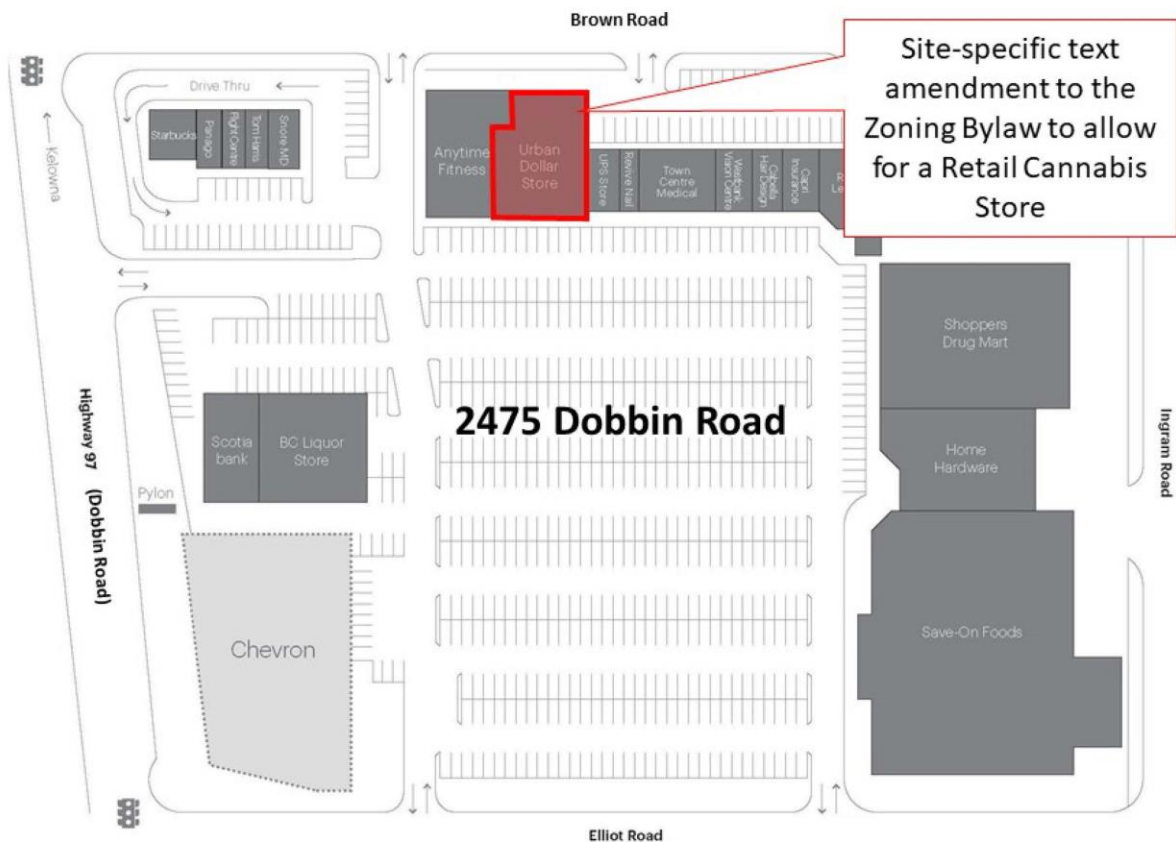 Brown Road
Site-specific text
amendment to the
Zoning Bylaw to allow
for a Retail Cannabis
Store
Drive Thru
Kelowna
Starbucks
Panago
Fight Centre
Tom Harris
Snore MD
Anytime
Fitness
Urban
Dollar
Store
UPS Store
Revive Nail
Town
Centre
Medical
Westbank
Vision Centre
Cabella
Hair Design
Capri
Insurance
Shoppers
Drug Mart
2475 Dobbin Road
Highway 97 (Dobbin Road)
Scotia
bank
BC Liquor
Store
Home
Hardware
Ingram Road
Pylon
Chevron
Save-On Foods
Elliot Road